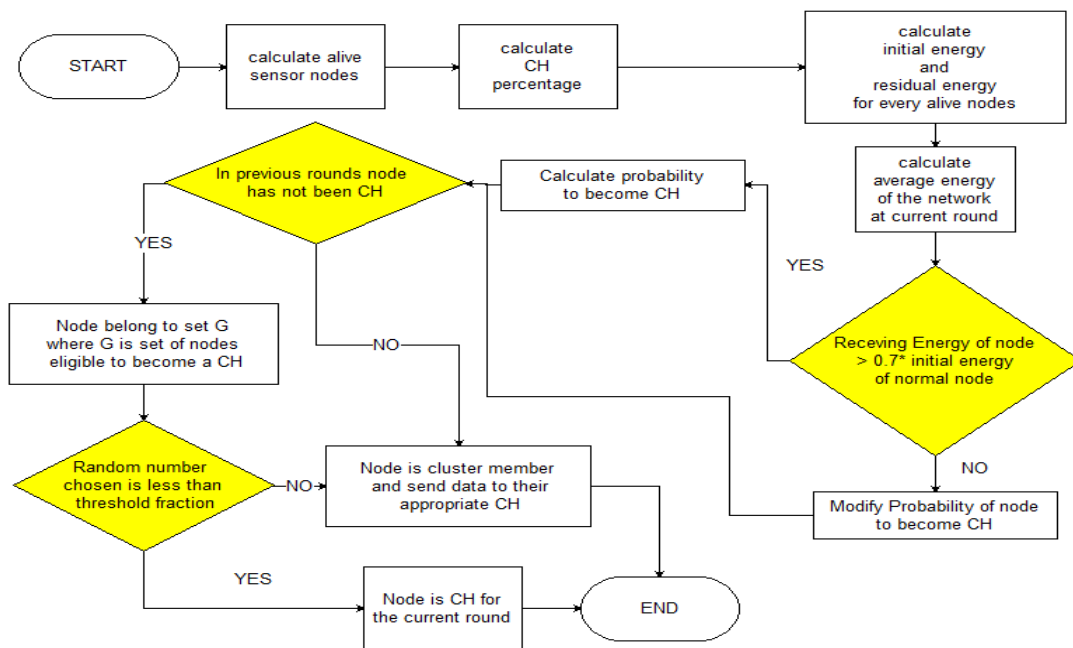 START
calculate alive
sensor nodes
calculate
CH
percentage
calculate
initial energy
and
residual energy
for every alive nodes
calculate
average energy
of the network
at current round
Receving Energy of node
> 0.7* initial energy
of normal node
YES
Calculate probability
to become CH
NO
Modify Probability of node
to become CH
In previous rounds node
has not been CH
YES
NO
Node belong to set G
where G is set of nodes
eligible to become a CH
Random number
chosen is less than
threshold fraction
NO
Node is cluster member
and send data to their
appropriate CH
YES
Node is CH for
the current round
END